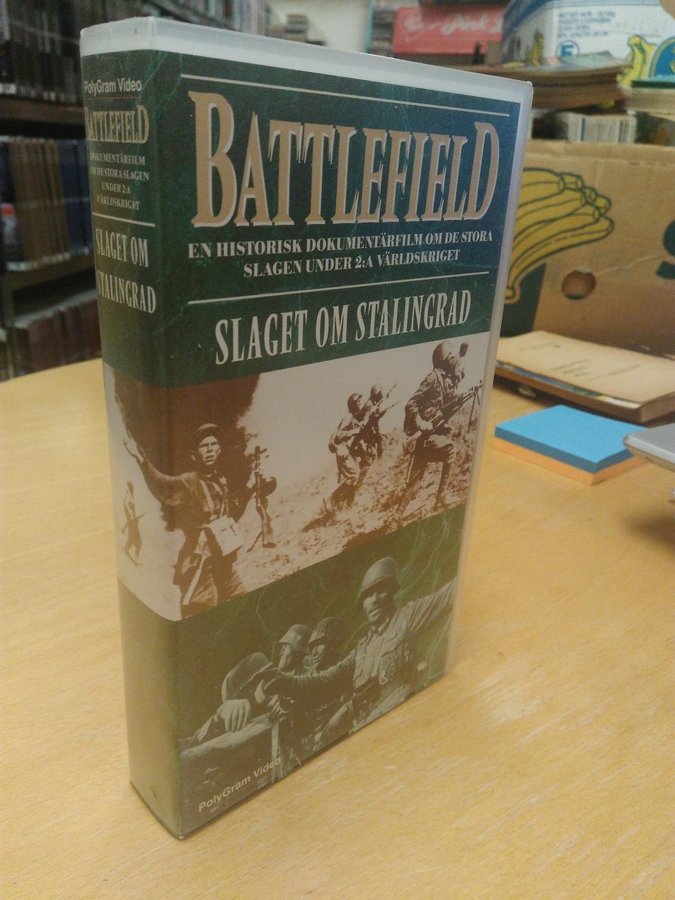 PolyGram Video
BATTLEFIELD
DOKUMENTÄRFILM
OM DE STORA SLAGEN
UNDER 2:A
VÄRLDSKRIGET
SLAGET OM
STALINGRAD
BATTLEFIELD
EN HISTORISK DOKUMENTÄRFILM OM DE STORA
SLAGEN UNDER 2:A VÄRLDSKRIGET
SLAGET OM STALINGRAD
PolyGram Video